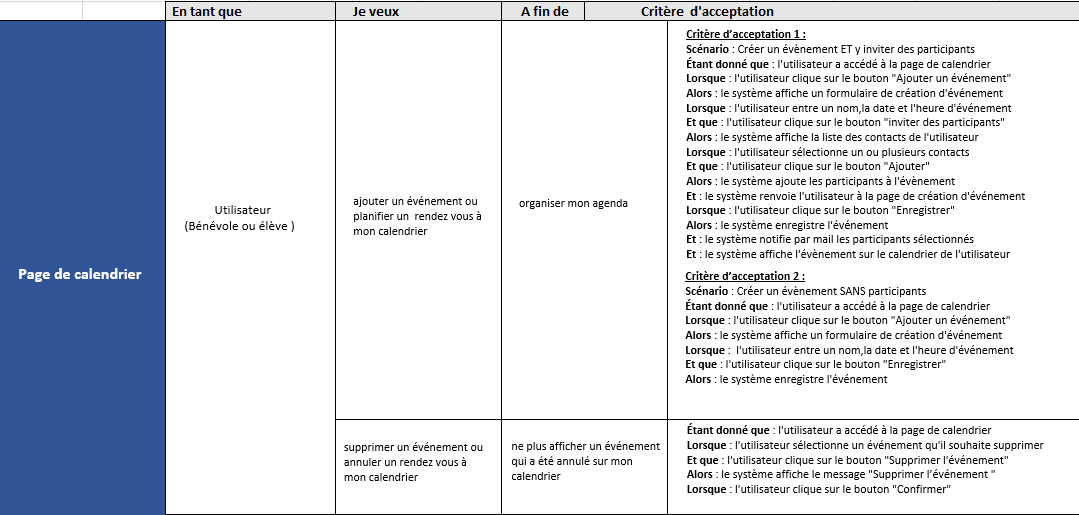 En tant que
Je veux
A fin de
Critère d'acceptation
Page de calendrier
Utilisateur
(Bénévole ou élève )
ajouter un événement ou
planifier un rendez vous à
mon calendrier
organiser mon agenda
Critère d'acceptation 1 :
Scénario : Créer un évènement ET y inviter des participants
Étant donné que : l'utilisateur a accédé à la page de calendrier
Lorsque : l'utilisateur clique sur le bouton "Ajouter un événement"
Alors : le système affiche un formulaire de création d'événement
Lorsque : l'utilisateur entre un nom,la date et l'heure d'événement
Et que : l'utilisateur clique sur le bouton "inviter des participants"
Alors : le système affiche la liste des contacts de l'utilisateur
Lorsque : l'utilisateur sélectionne un ou plusieurs contacts
Et que : l'utilisateur clique sur le bouton "Ajouter"
Alors : le système ajoute les participants à l'évènement
Et : le système renvoie l'utilisateur à la page de création d'événement
Lorsque : l'utilisateur clique sur le bouton "Enregistrer"
Alors : le système enregistre l'événement
Et : le système notifie par mail les participants sélectionnés
Et : le système affiche l'évènement sur le calendrier de l'utilisateur
Critère d'acceptation 2 :
Scénario : Créer un évènement SANS participants
Étant donné que : l'utilisateur a accédé à la page de calendrier
Lorsque : l'utilisateur clique sur le bouton "Ajouter un événement"
Alors : le système affiche un formulaire de création d'événement
Lorsque : l'utilisateur entre un nom,la date et l'heure d'événement
Et que : l'utilisateur clique sur le bouton "Enregistrer"
Alors : le système enregistre l'événement
supprimer un événement ou
annuler un rendez vous à
mon calendrier
ne plus afficher un événement
qui a été annulé sur mon
calendrier
Étant donné que : l'utilisateur a accédé à la page de calendrier
Lorsque : l'utilisateur sélectionne un événement qu'il souhaite supprimer
Et que : l'utilisateur clique sur le bouton "Supprimer l'événement"
Alors : le système affiche le message "Supprimer l'événement "
Lorsque : l'utilisateur clique sur le bouton "Confirmer"